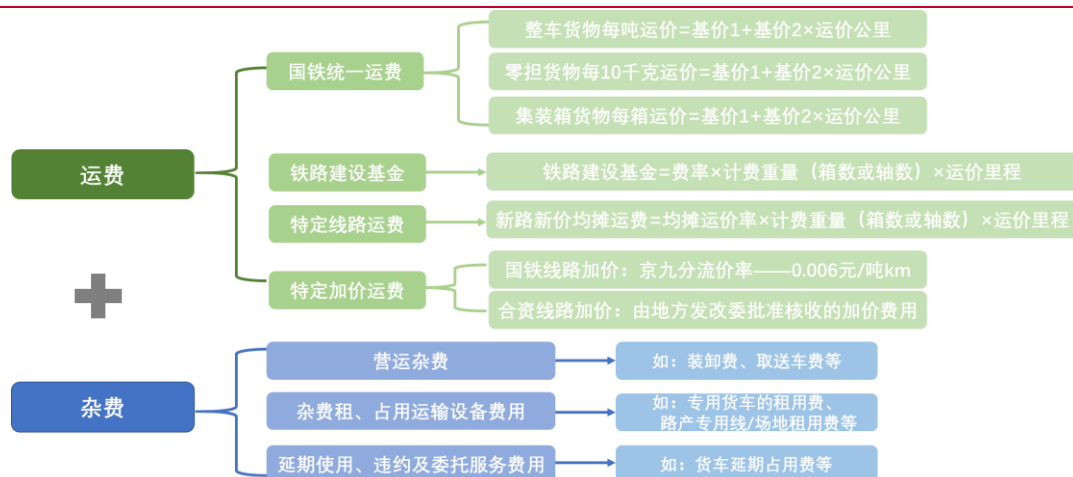 运费
国铁统一运费
整车货物每吨运价=基价1+基价2×运价公里
零担货物每10千克运价=基价1+基价2×运价公里
集装箱货物每箱运价=基价1+基价2×运价公里
铁路建设基金
铁路建设基金=费率×计费重量（箱数或轴数）×运价里程
特定线路运费
新路新价均摊运费=均摊运价率×计费重量（箱数或轴数）×运价里程
特定加价运费
国铁线路加价：京九分流价率——0.006元/吨km
合资线路加价：由地方发改委批准核收的加价费用
杂费
营运杂费
如：装卸费、取送车费等
杂费租、占用运输设备费用
如：专用货车的租用费、
路产专用线/场地租用费等
延期使用、违约及委托服务费用
如：货车延期占用费等